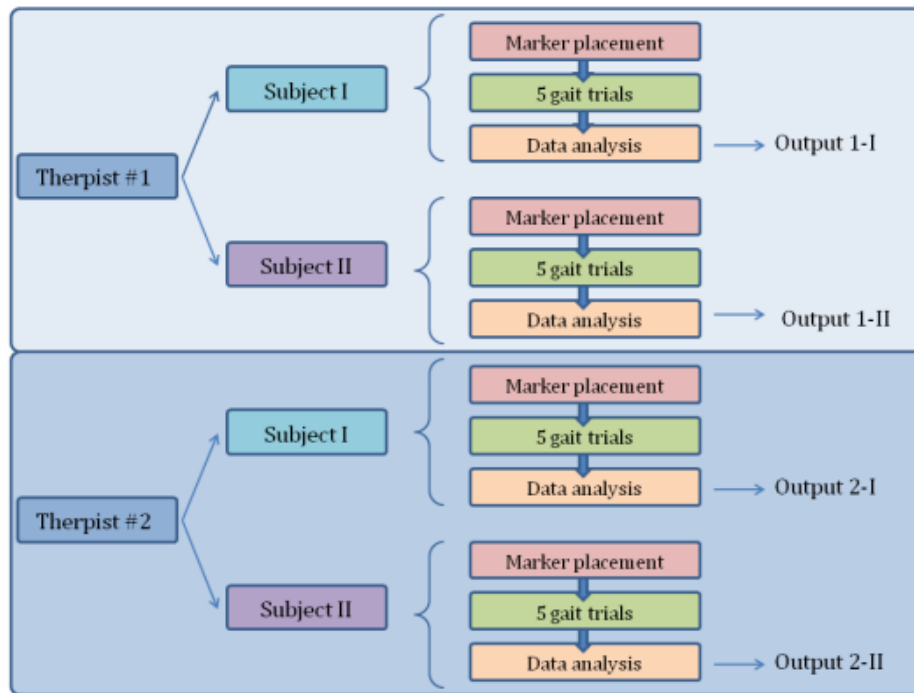 Therpist #1
Subject I
Marker placement
5 gait trials
Data analysis
Output 1-I
Subject II
Marker placement
5 gait trials
Data analysis
Output 1-II
Therpist #2
Subject I
Marker placement
5 gait trials
Data analysis
Output 2-I
Subject II
Marker placement
5 gait trials
Data analysis
Output 2-II